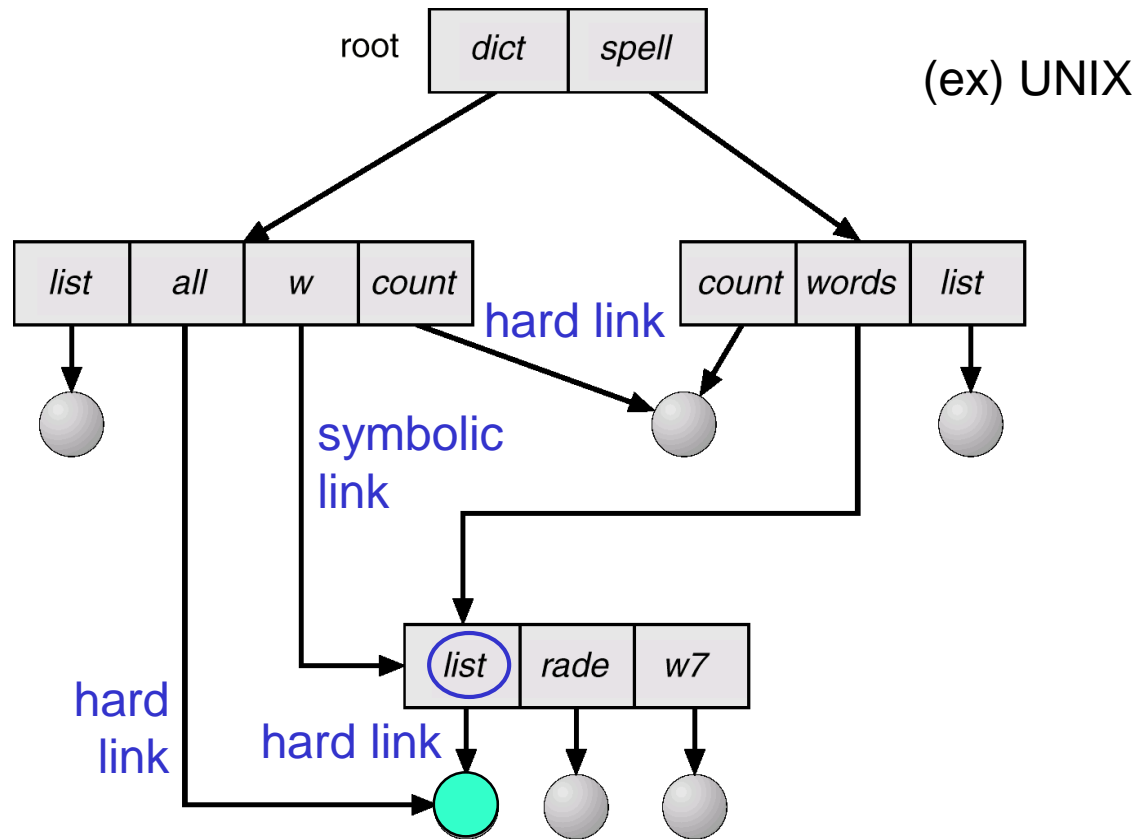 root dict spell
(ex) UNIX
list all w count
count words list
hard link
symbolic
link
list rade w7
hard
link
hard link